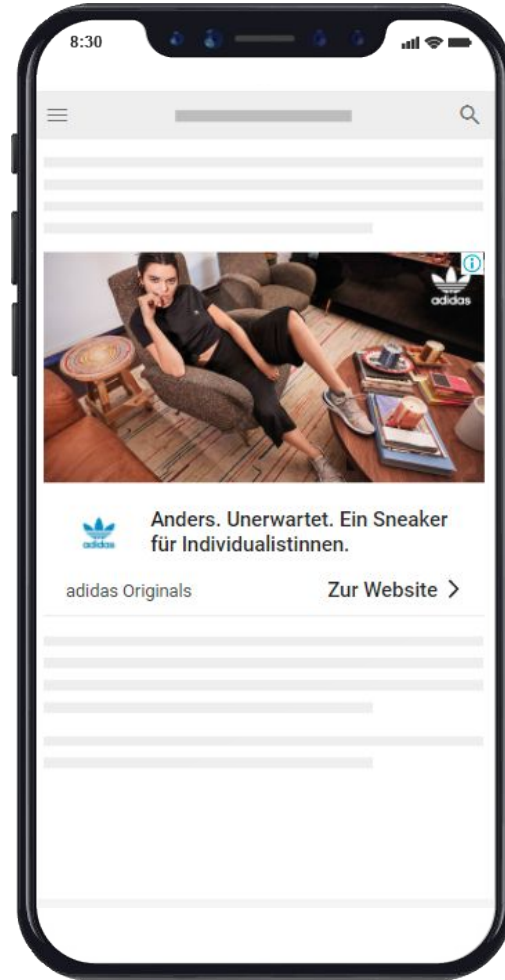 8:30
adidas
adidas
Anders. Unerwartet. Ein Sneaker
für Individualistinnen.
adidas Originals
Zur Website